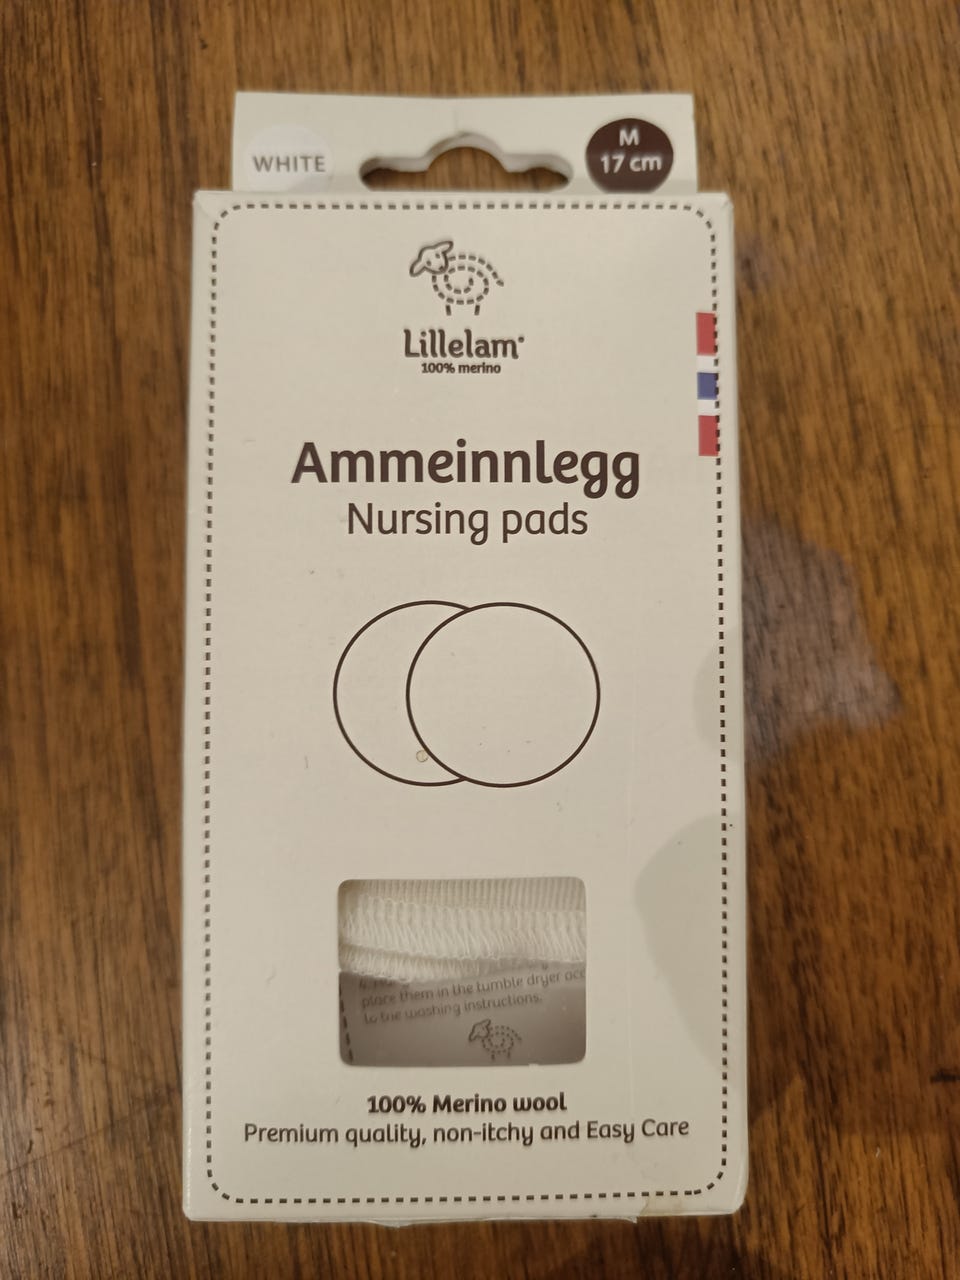 WHITE
M
17 cm
Lillelam®
100% merino
Ammeinnlegg
Nursing pads
place them in the tumble dryer acc
to the washing instructions.
100% Merino wool
Premium quality, non-itchy and Easy Care